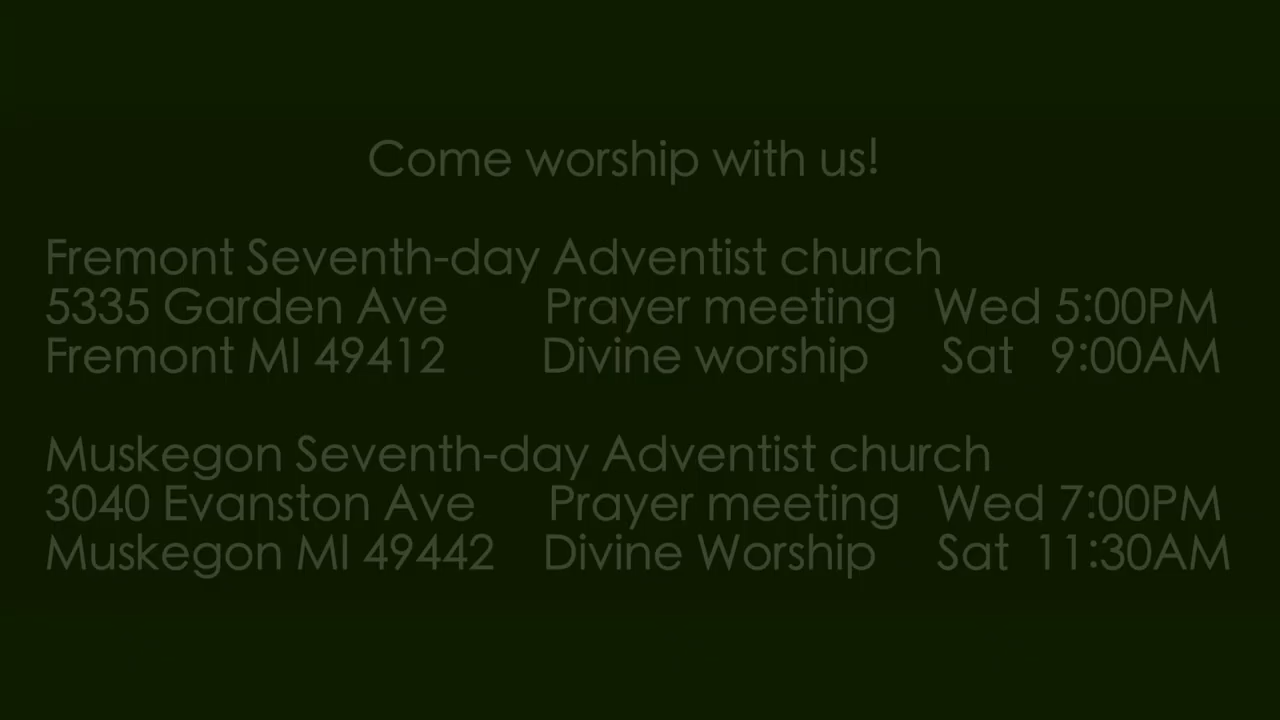 Come worship with us!
Fremont Seventh-day Adventist church
5335 Garden Ave Prayer meeting Wed 5:00PM
Fremont MI 49412 Divine worship Sat 9:00AM
Muskegon Seventh-day Adventist church
3040 Evanston Ave Prayer meeting Wed 7:00PM
Muskegon MI 49442 Divine Worship Sat 11:30AM